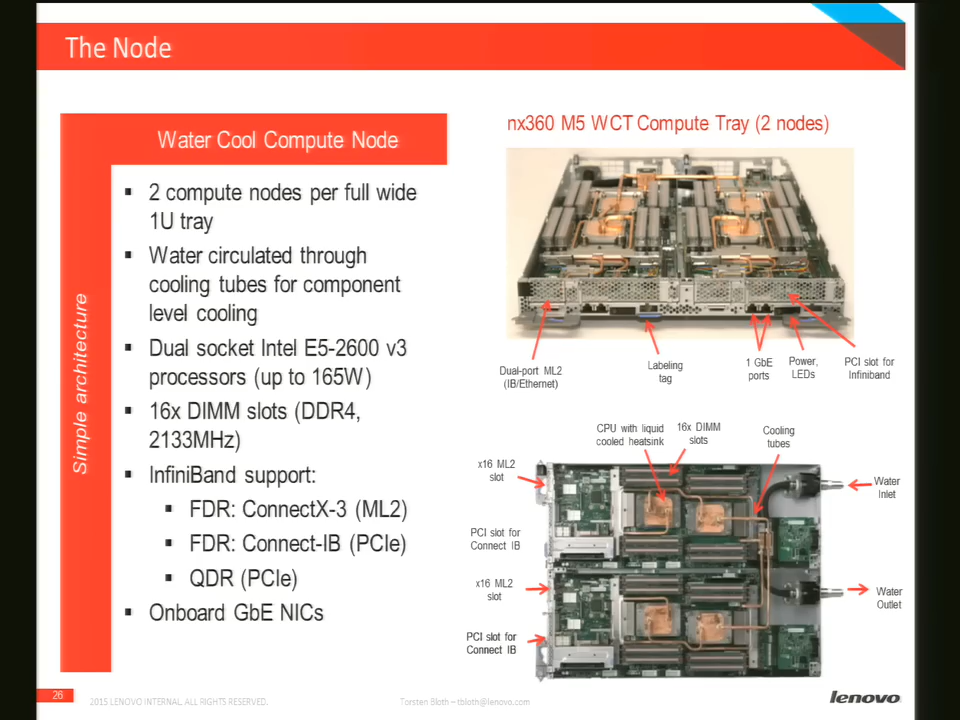 The Node
Water Cool Compute Node
Simple architecture
▪ 2 compute nodes per full wide
1U tray
▪ Water circulated through
cooling tubes for component
level cooling
▪ Dual socket Intel E5-2600 v3
processors (up to 165W)
▪ 16x DIMM slots (DDR4,
2133MHz)
▪ InfiniBand support:
▪ FDR: ConnectX-3 (ML2)
▪ FDR: Connect-IB (PCIe)
▪ QDR (PCIe)
▪ Onboard GbE NICs
nx360 M5 WCT Compute Tray (2 nodes)
Dual-port ML2
(IB/Ethernet)
Labeling
tag
1 GbE
ports
Power,
LEDs
PCI slot for
Infiniband
CPU with liquid
cooled heatsink
16x DIMM
slots
Cooling
tubes
x16 ML2
slot
Water
Inlet
PCI slot for
Connect IB
x16 ML2
slot
Water
Outlet
PCI slot for
Connect IB
26
2015 LENOVO INTERNAL. ALL RIGHTS RESERVED.
Torsten Bloth – tbloth@lenovo.com
lenovo